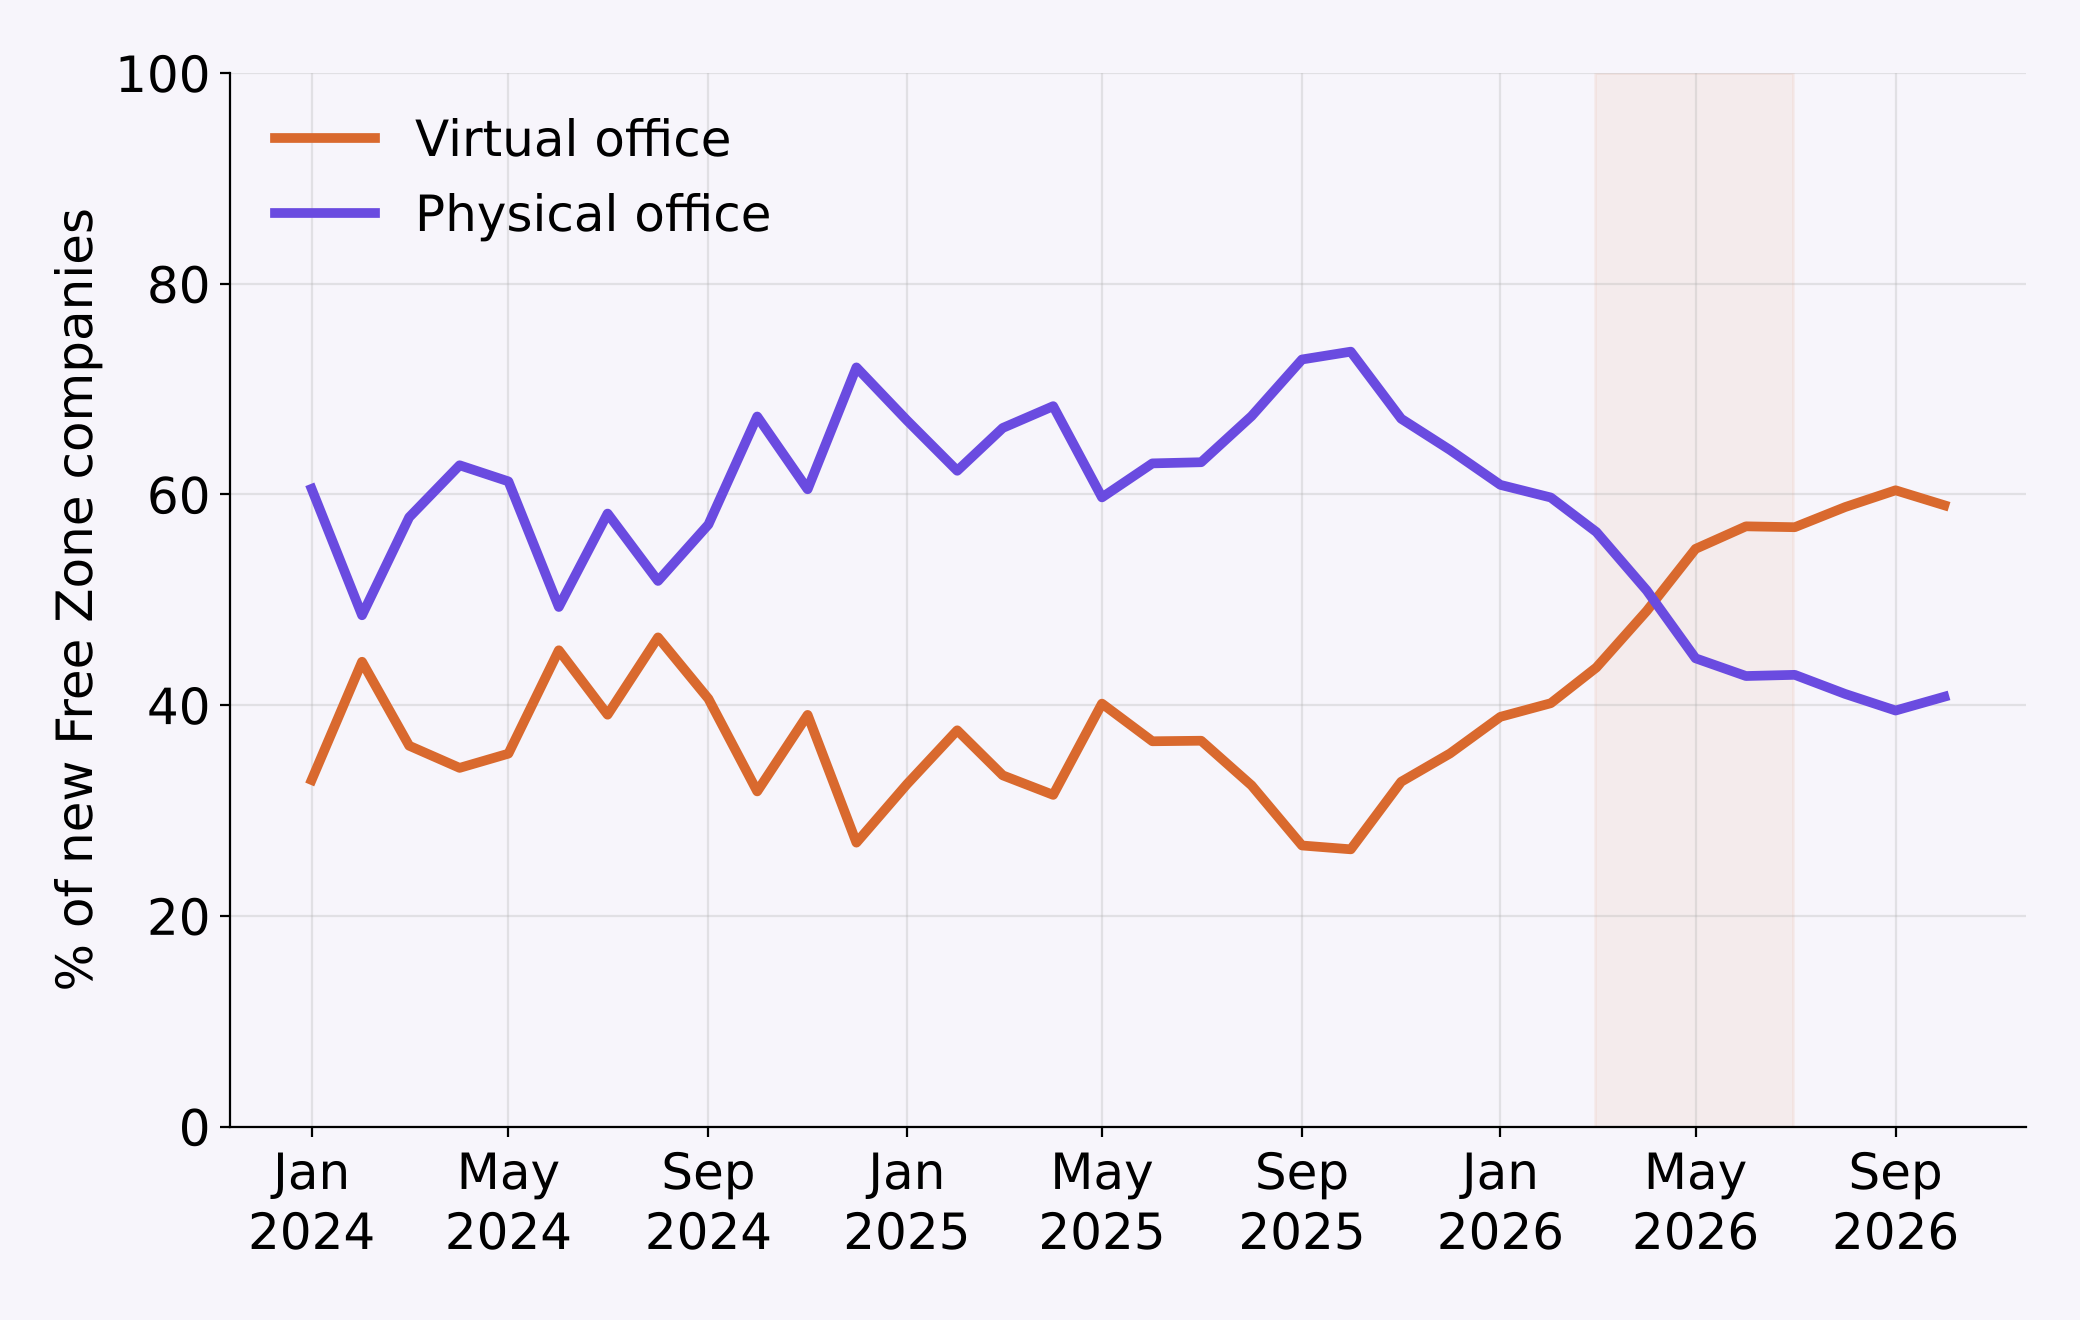 % of new Free Zone companies
100
80
60
40
20
0
Virtual office
Physical office
Jan 2024
May 2024
Sep 2024
Jan 2025
May 2025
Sep 2025
Jan 2026
May 2026
Sep 2026